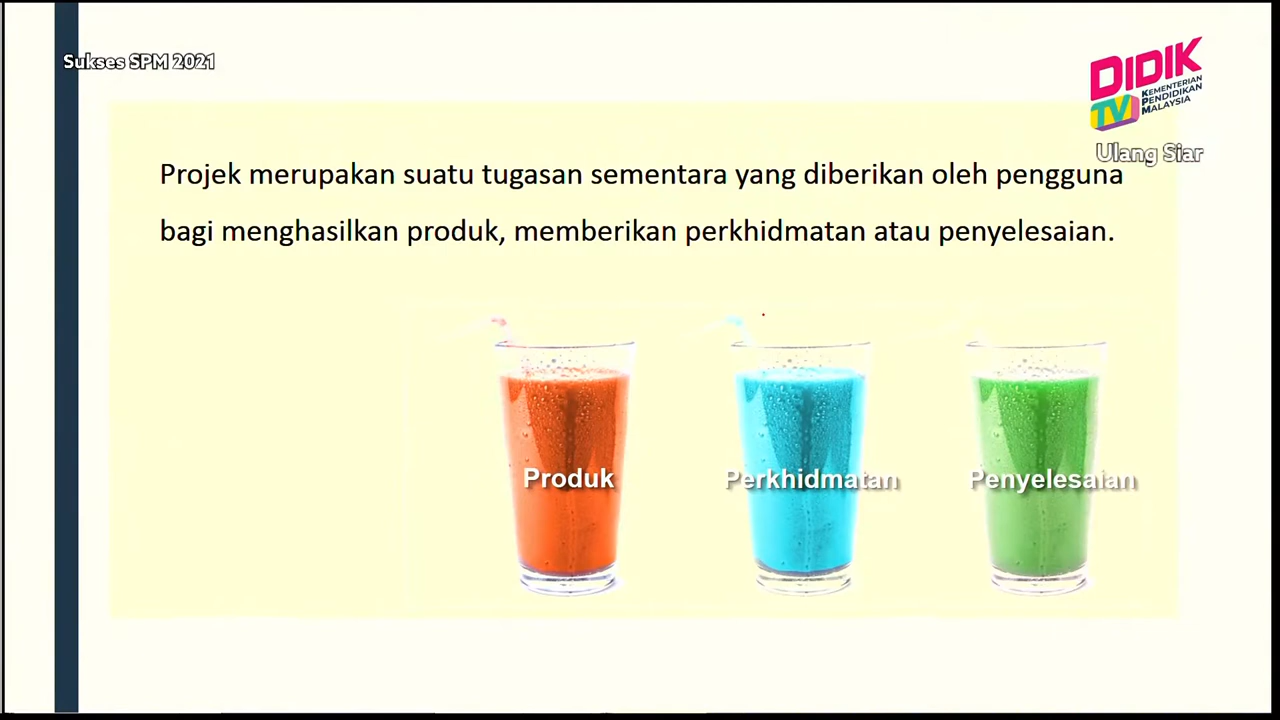 Sukses SPM 2021
DIDIK
TV
KEMENTERIAN
PENDIDIKAN
MALAYSIA
Ulang Siar
Projek merupakan suatu tugasan sementara yang diberikan oleh pengguna
bagi menghasilkan produk, memberikan perkhidmatan atau penyelesaian.
Produk
Perkhidmatan
Penyelesaian